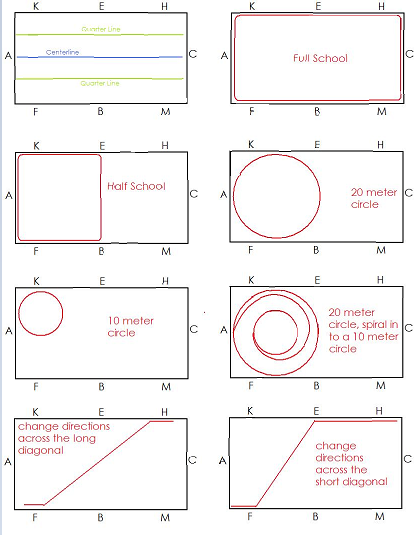 K E H
Quarter Line
A Centerline C
Quarter Line
F B M
K E H
A Full School C
F B M
K E H
Half School
A C
F B M
K E H
A 20 meter C
circle
F B M
K E H
10 meter
A circle C
F B M
K E H
20 meter
circle, spiral in
A to a 10 meter C
circle
F B M
K E H
change directions
across the long
diagonal
A C
F B M
K E H
change
A directions C
across the
short diagonal
F B M